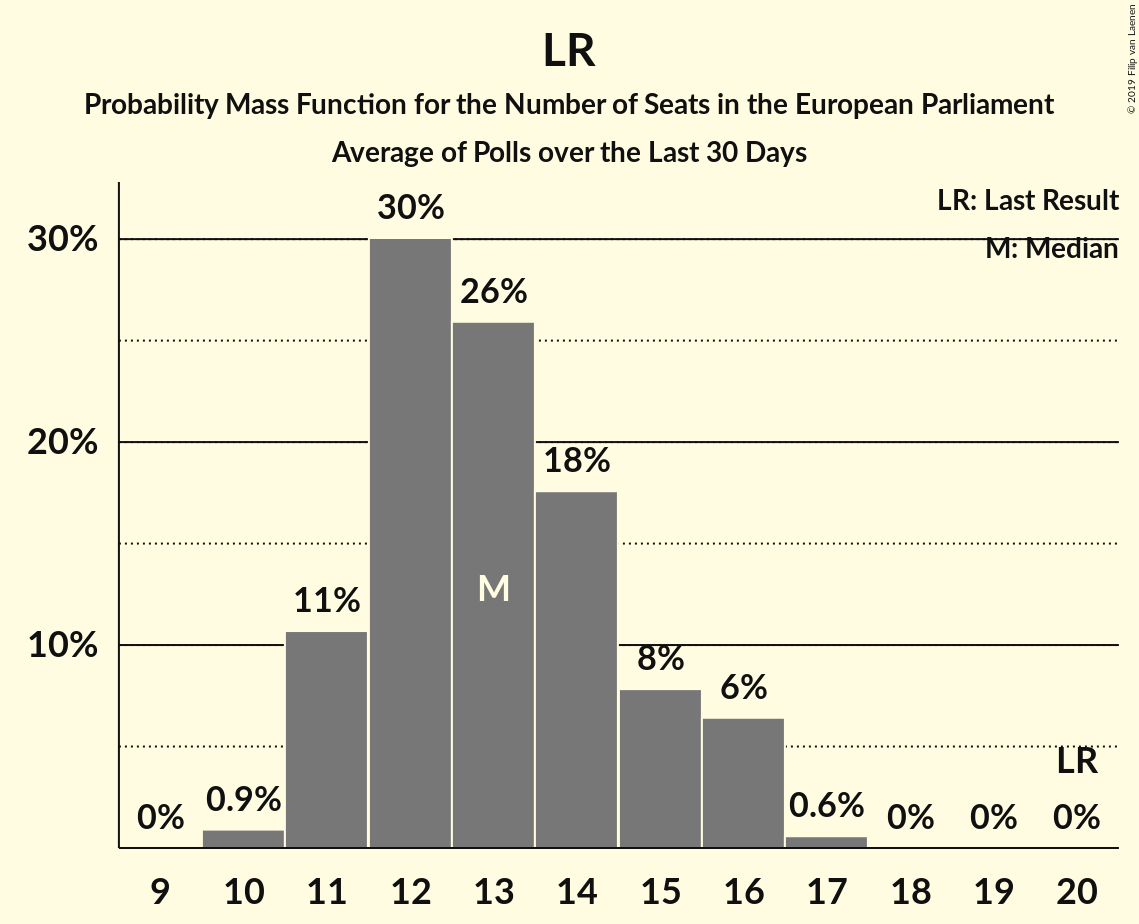 LR
Probability Mass Function for the Number of Seats in the European Parliament
Average of Polls over the Last 30 Days
© 2019 Filip van Laenen
LR: Last Result
M: Median
30%
20%
10%
0%
0.9%
11%
30%
26%
M
18%
8%
6%
0.6%
0%
0%
LR
0%
9 10 11 12 13 14 15 16 17 18 19 20